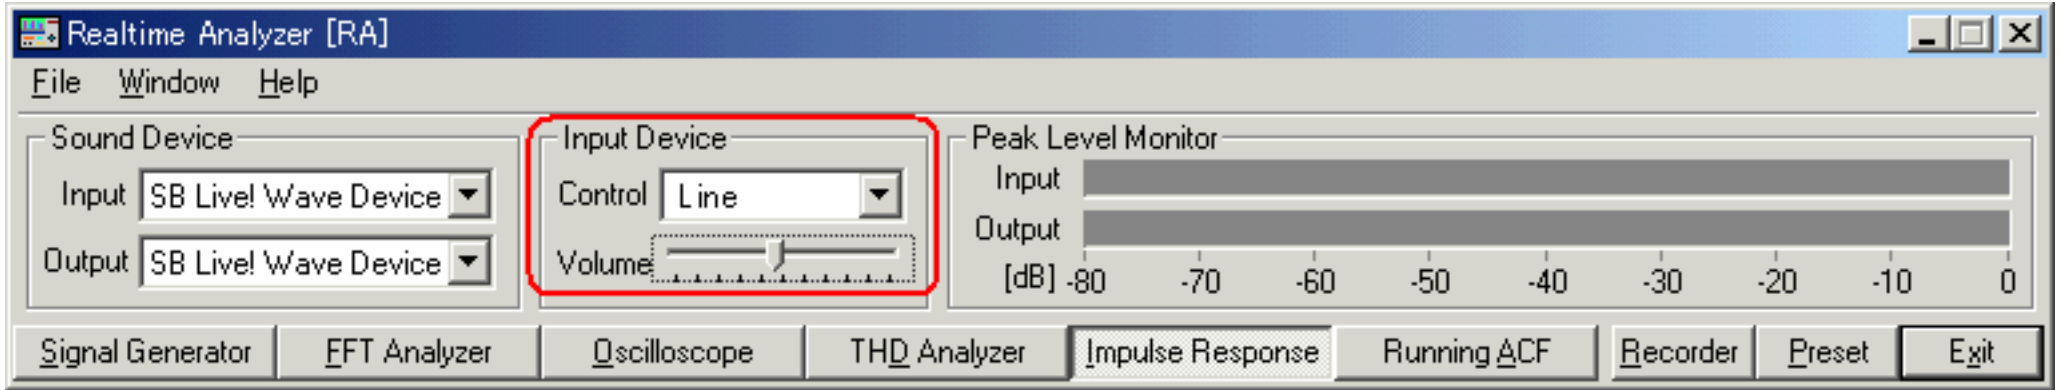 Realtime Analyzer [RA]
File Window Help
Sound Device
Input SB Live! Wave Device
Output SB Live! Wave Device
Input Device
Control Line
Volume
Peak Level Monitor
Input
Output
[dB] -80 -70 -60 -50 -40 -30 -20 -10 0
Signal Generator FFT Analyzer Oscilloscope THD Analyzer Impulse Response Running ACF Recorder Preset Exit